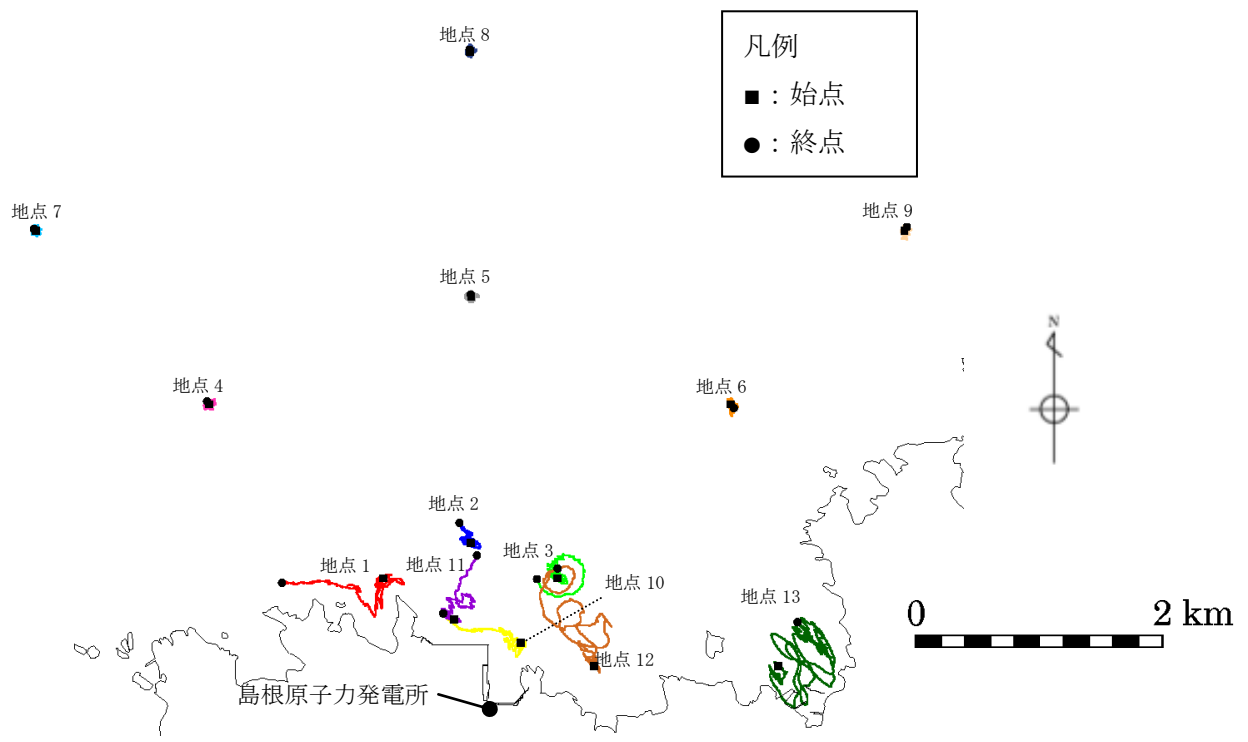 地点 8
凡例
■：始点
●：終点
地点 7
地点 9
地点 5
N
地点 4
地点 6
地点 2
地点 3
地点 1
地点 11
地点 10
地点 13
0
2 km
地点 12
島根原子力発電所